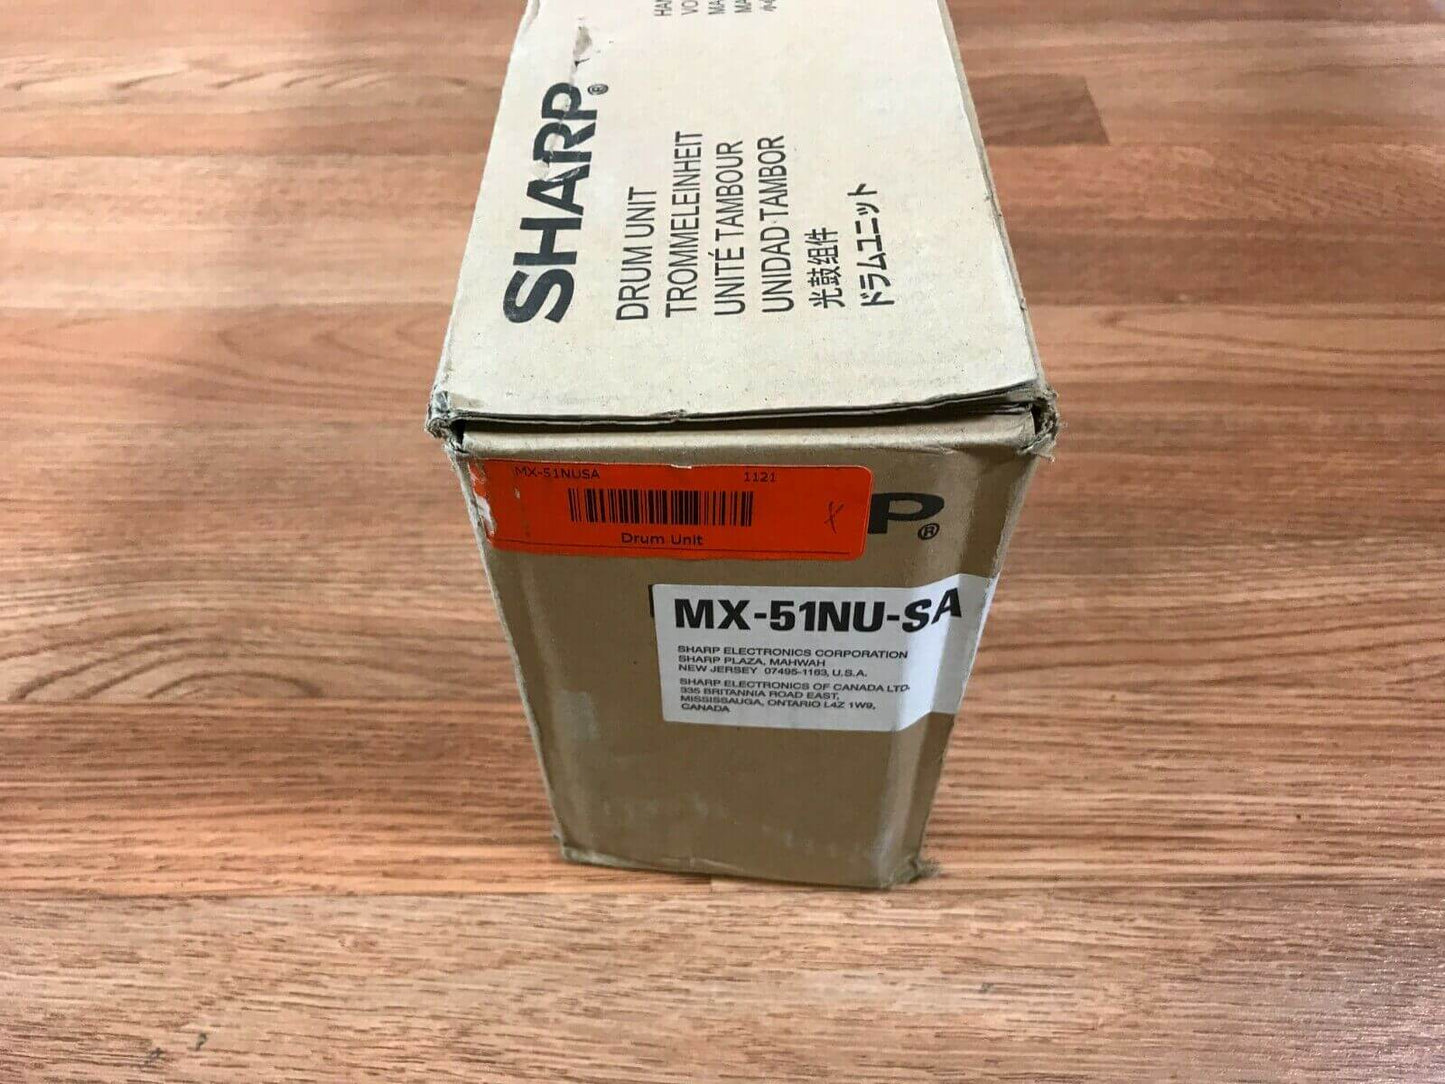 SHARP®
DRUM UNIT
TROMMELEINHEIT
UNITÉ TAMBOUR
UNIDAD TAMBOR
光鼓组件
ドラムユニット
MX-51NUSA 1121
Drum Unit
P®
MX-51NU-SA
SHARP ELECTRONICS CORPORATION
SHARP PLAZA, MAHWAH
NEW JERSEY 07495-1163, U.S.A.
SHARP ELECTRONICS OF CANADA LTD.
335 BRITANNIA ROAD EAST,
MISSISSAUGA, ONTARIO L4Z 1W9,
CANADA